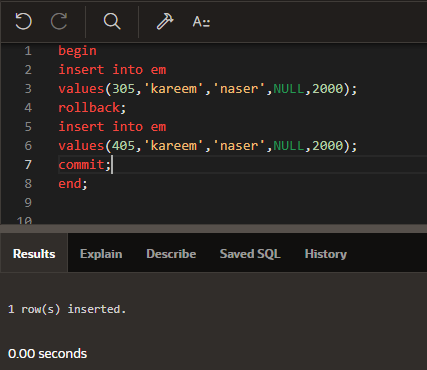 A::
1 begin
2 insert into em
3 values(305,'kareem','naser',NULL,2000);
4 rollback;
5 insert into em
6 values(405,'kareem','naser',NULL,2000);
7 commit;
8 end;
9
10
Results Explain Describe Saved SQL History
1 row(s) inserted.
0.00 seconds